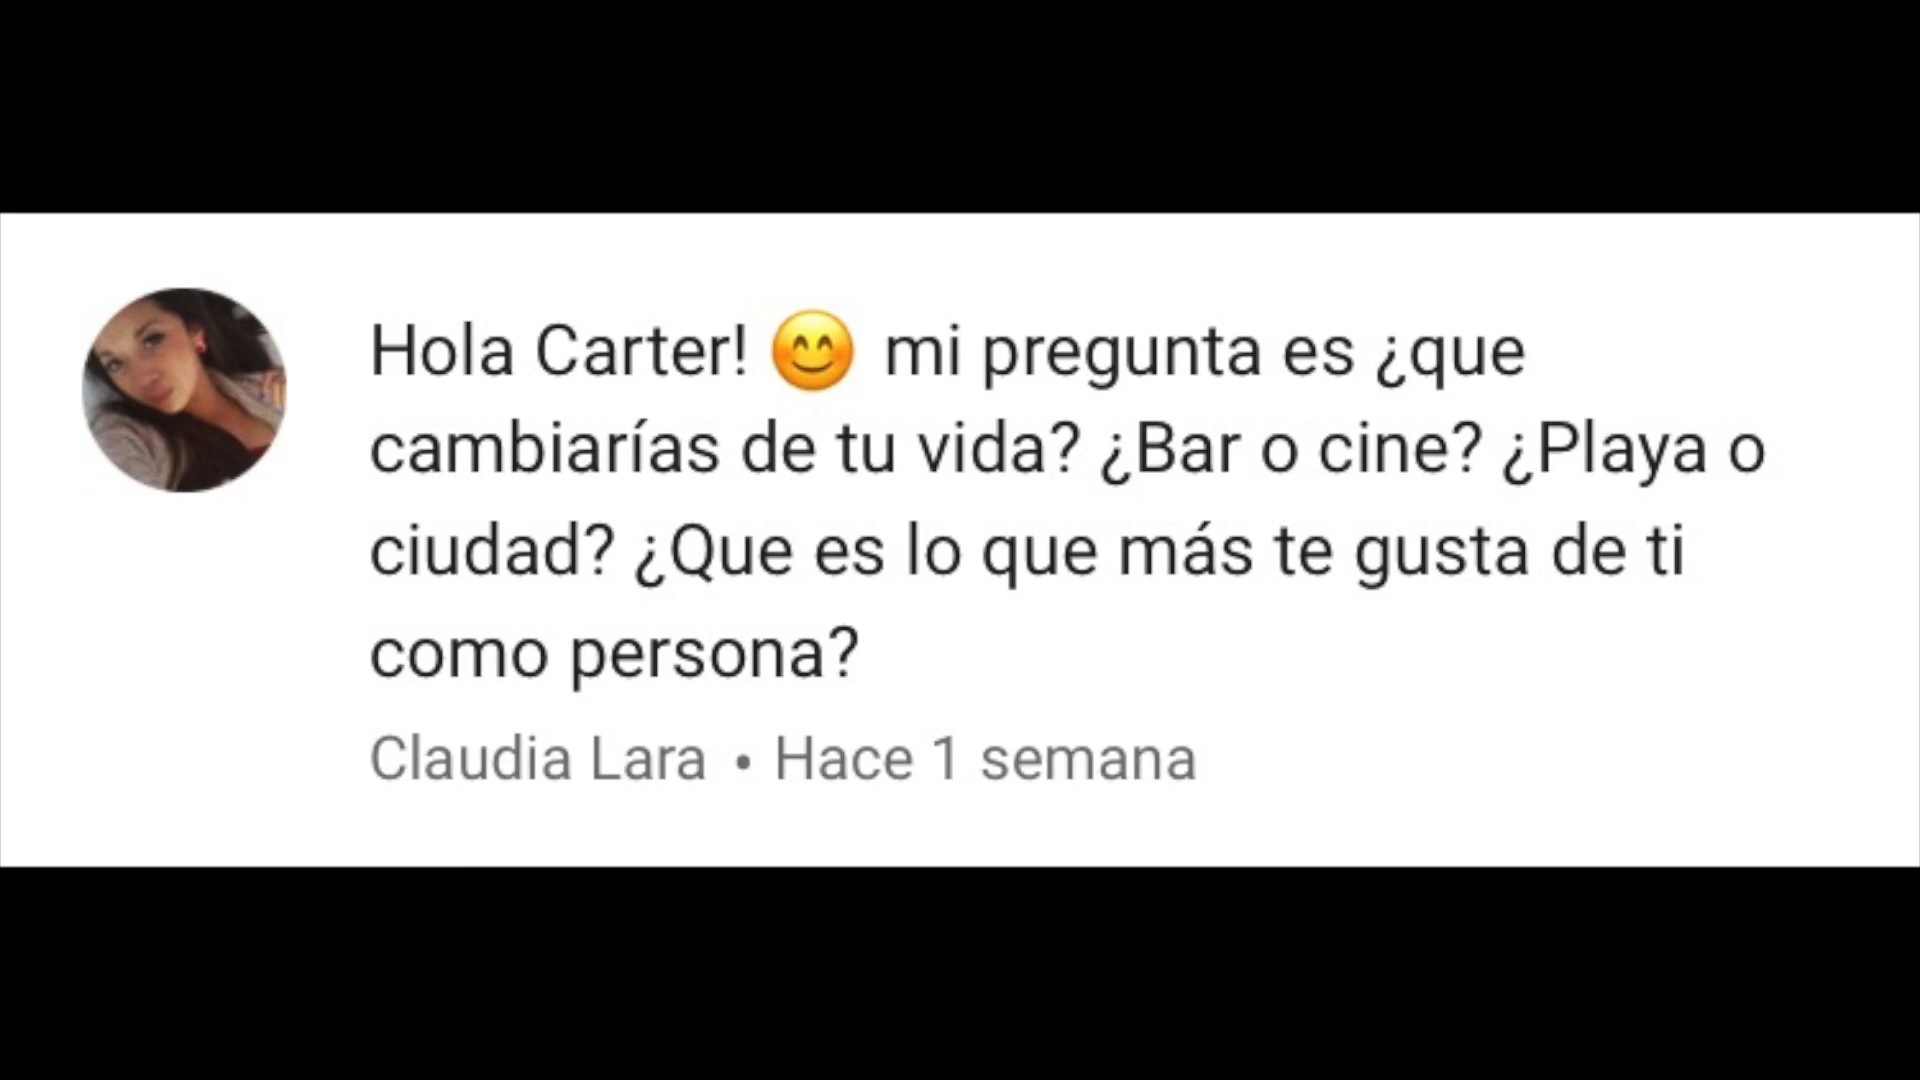 Hola Carter! 😊 mi pregunta es ¿que
cambiarías de tu vida? ¿Bar o cine? ¿Playa o
ciudad? ¿Que es lo que más te gusta de ti
como persona?
Claudia Lara • Hace 1 semana